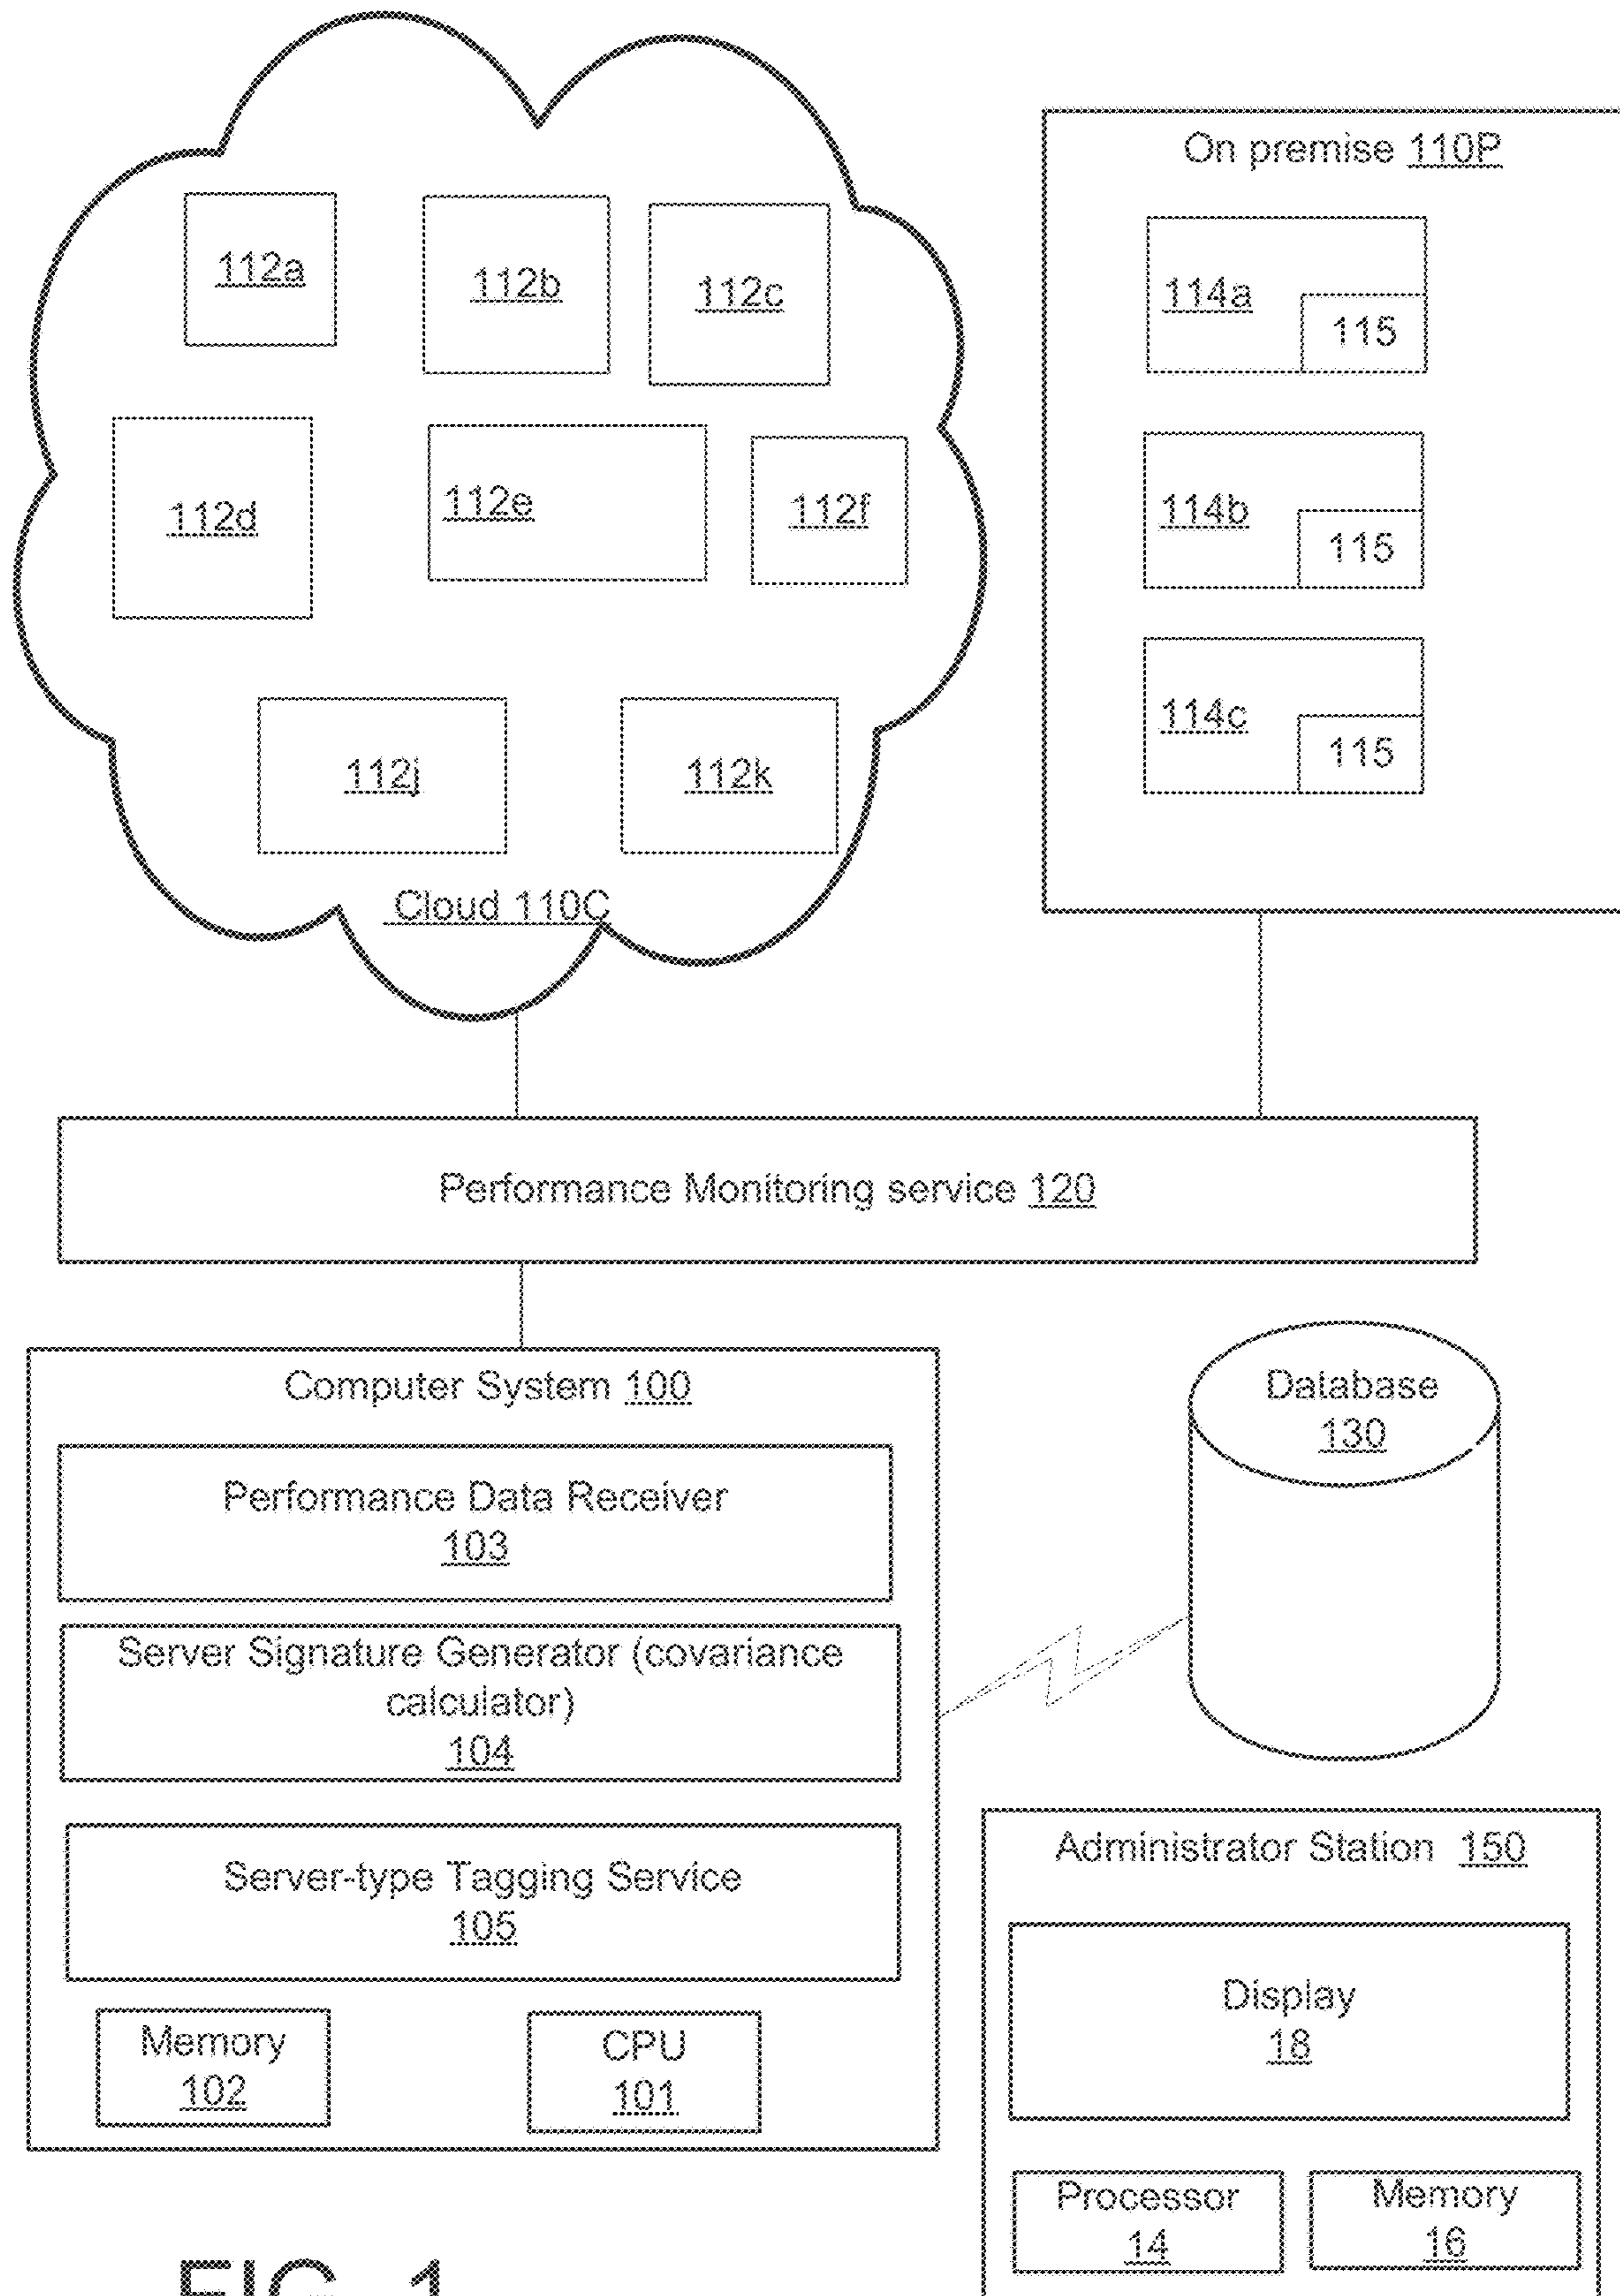 On premise 110P
112a
112b
112c
114a
115
112d
112e
112f
114b
115
114c
115
112j
112k
Cloud 110C
Performance Monitoring service 120
Computer System 100
Performance Data Receiver
103
Server Signature Generator (covariance
calculator)
104
Server-type Tagging Service
105
Memory
102
CPU
101
Database
130
Administrator Station 150
Display
18
Processor
14
Memory
16
FIG. 1